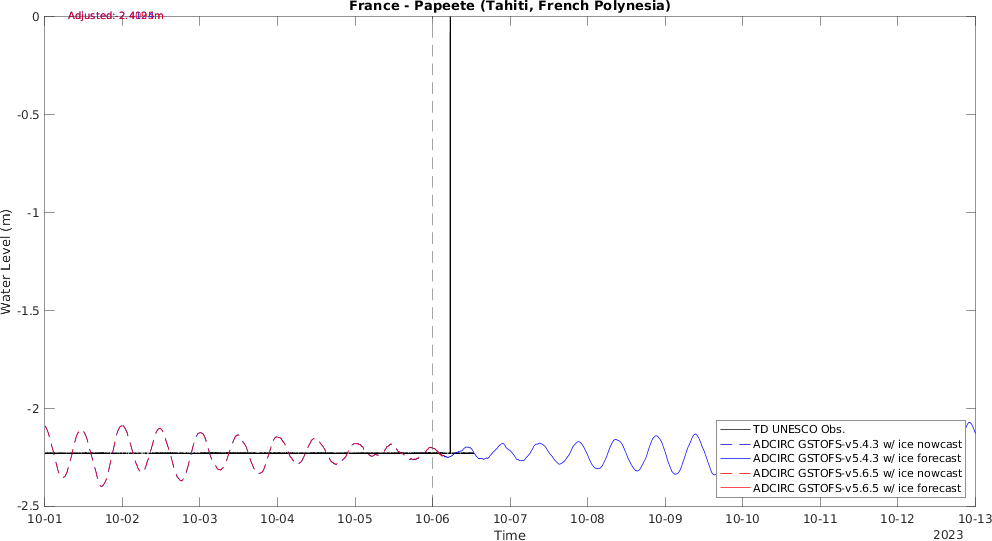 France - Papeete (Tahiti, French Polynesia)
Adjusted:
0
-0.5
-1
-1.5
-2
-2.5
Water Level (m)
TD UNESCO Obs.
ADCIRC GSTOFS-v5.4.3 w/ ice nowcast
ADCIRC GSTOFS-v5.4.3 w/ ice forecast
ADCIRC GSTOFS-v5.6.5 w/ ice nowcast
ADCIRC GSTOFS-v5.6.5 w/ ice forecast
10-01 10-02 10-03 10-04 10-05 10-06 10-07 10-08 10-09 10-10 10-11 10-12 10-13
Time
2023